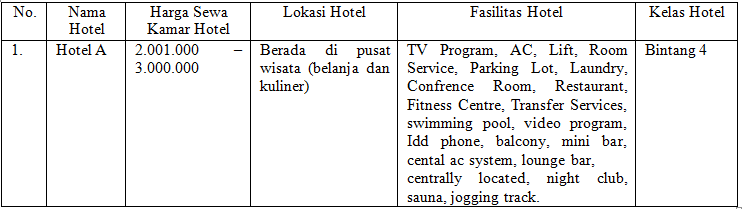 No. Nama Hotel Harga Sewa Kamar Hotel Lokasi Hotel Fasilitas Hotel Kelas Hotel
1. Hotel A 2.001.000 – 3.000.000 Berada di pusat wisata (belanja dan kuliner)
TV Program, AC, Lift, Room
Service, Parking Lot, Laundry,
Confrence Room, Restaurant,
Fitness Centre, Transfer Services,
swimming pool, video program,
Idd phone, balcony, mini bar,
cental ac system, lounge bar,
centrally located, night club,
sauna, jogging track.
Bintang 4